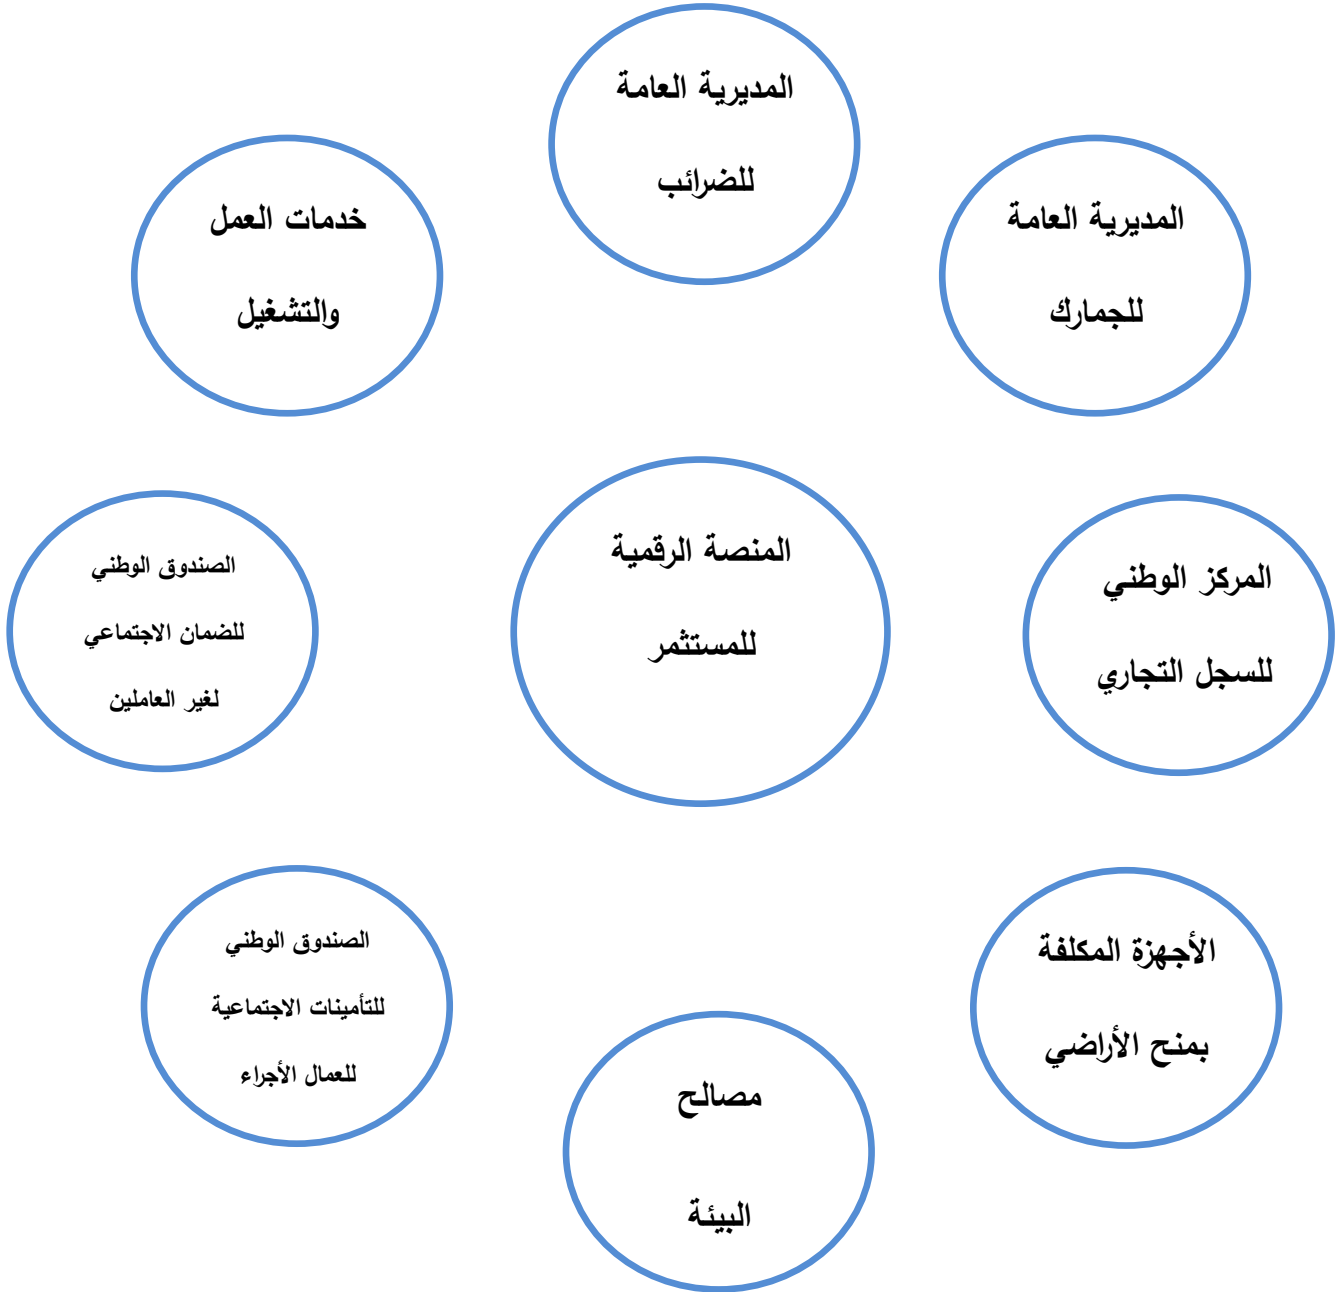 المديرية العامة
للضرائب
المديرية العامة
للجمارك
خدمات العمل
والتشغيل
المنصة الرقمية
للمستثمر
المركز الوطني
للسجل التجاري
الصندوق الوطني
للضمان الاجتماعي
لغير العاملين
الأجهزة المكلفة
بمنح الأراضي
الصندوق الوطني
للتأمينات الاجتماعية
للعمال الأجراء
مصالح
البيئة